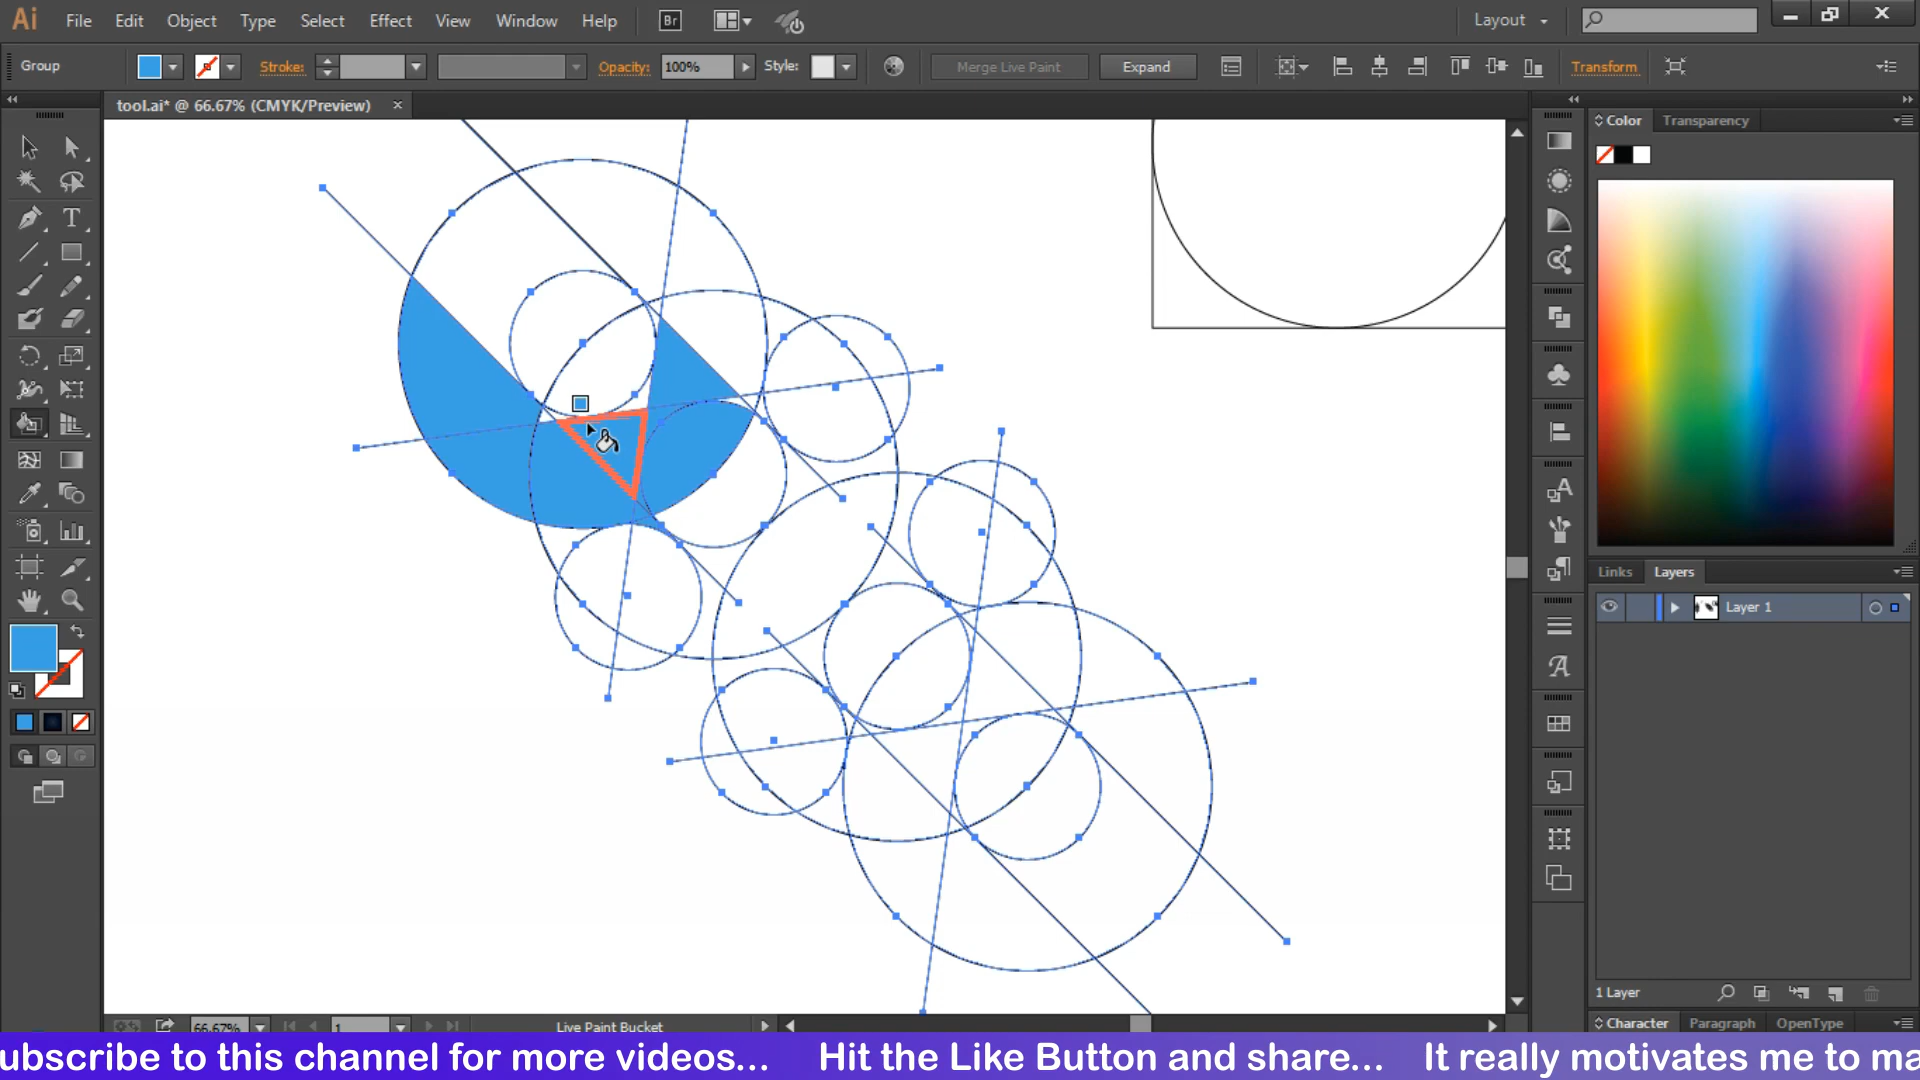 Ai File Edit Object Type Select Effect View Window Help Br Layout
Group Stroke: Opacity: 100% Style: Merge Live Paint Expand Transform
tool.ai* @ 66.67% (CMYK/Preview)
Color Transparency
Links Layers
Layer 1
1 Layer
Character Paragraph OpenType
66.67% 1 Live Paint Bucket
ubscribe to this channel for more videos... Hit the Like Button and share... It really motivates me to ma